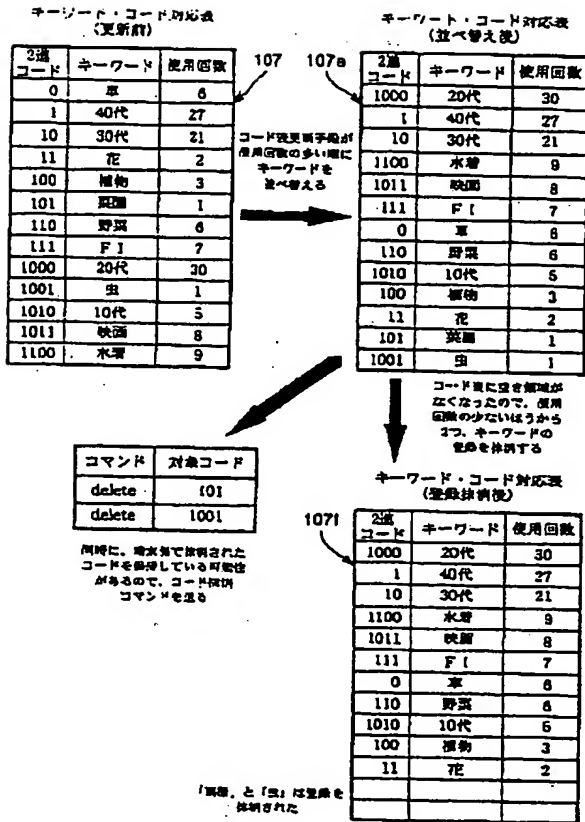 キーワード・コード対応表
(更新前)
2進コード キーワード 使用回数
0 車 6
1 40代 27
10 30代 21
11 花 2
100 植物 3
101 菜園 1
110 野菜 6
111 FI 7
1000 20代 30
1001 虫 1
1010 10代 5
1011 映画 8
1100 水着 9
107
コード表更新手段が
使用回数の多い順に
キーワードを
並べ替える
キーワード・コード対応表
(並べ替え後)
107a
2進コード キーワード 使用回数
1000 20代 30
1 40代 27
10 30代 21
1100 水着 9
1011 映画 8
111 FI 7
0 車 6
110 野菜 6
1010 10代 5
100 植物 3
11 花 2
101 菜園 1
1001 虫 1
コード表に空き領域が
なくなったので、使用
回数の少ないほうから
2つ、キーワードの
登録を抹消する
コマンド 対象コード
delete 101
delete 1001
同時に、端末側で抹消された
コードを保持している可能性
があるので、コード抹消
コマンドを送る
キーワード・コード対応表
(登録抹消後)
107f
2進コード キーワード 使用回数
1000 20代 30
1 40代 27
10 30代 21
1100 水着 9
1011 映画 8
111 FI 7
0 車 6
110 野菜 6
1010 10代 5
100 植物 3
11 花 2
と「虫」は登録を
抹消された